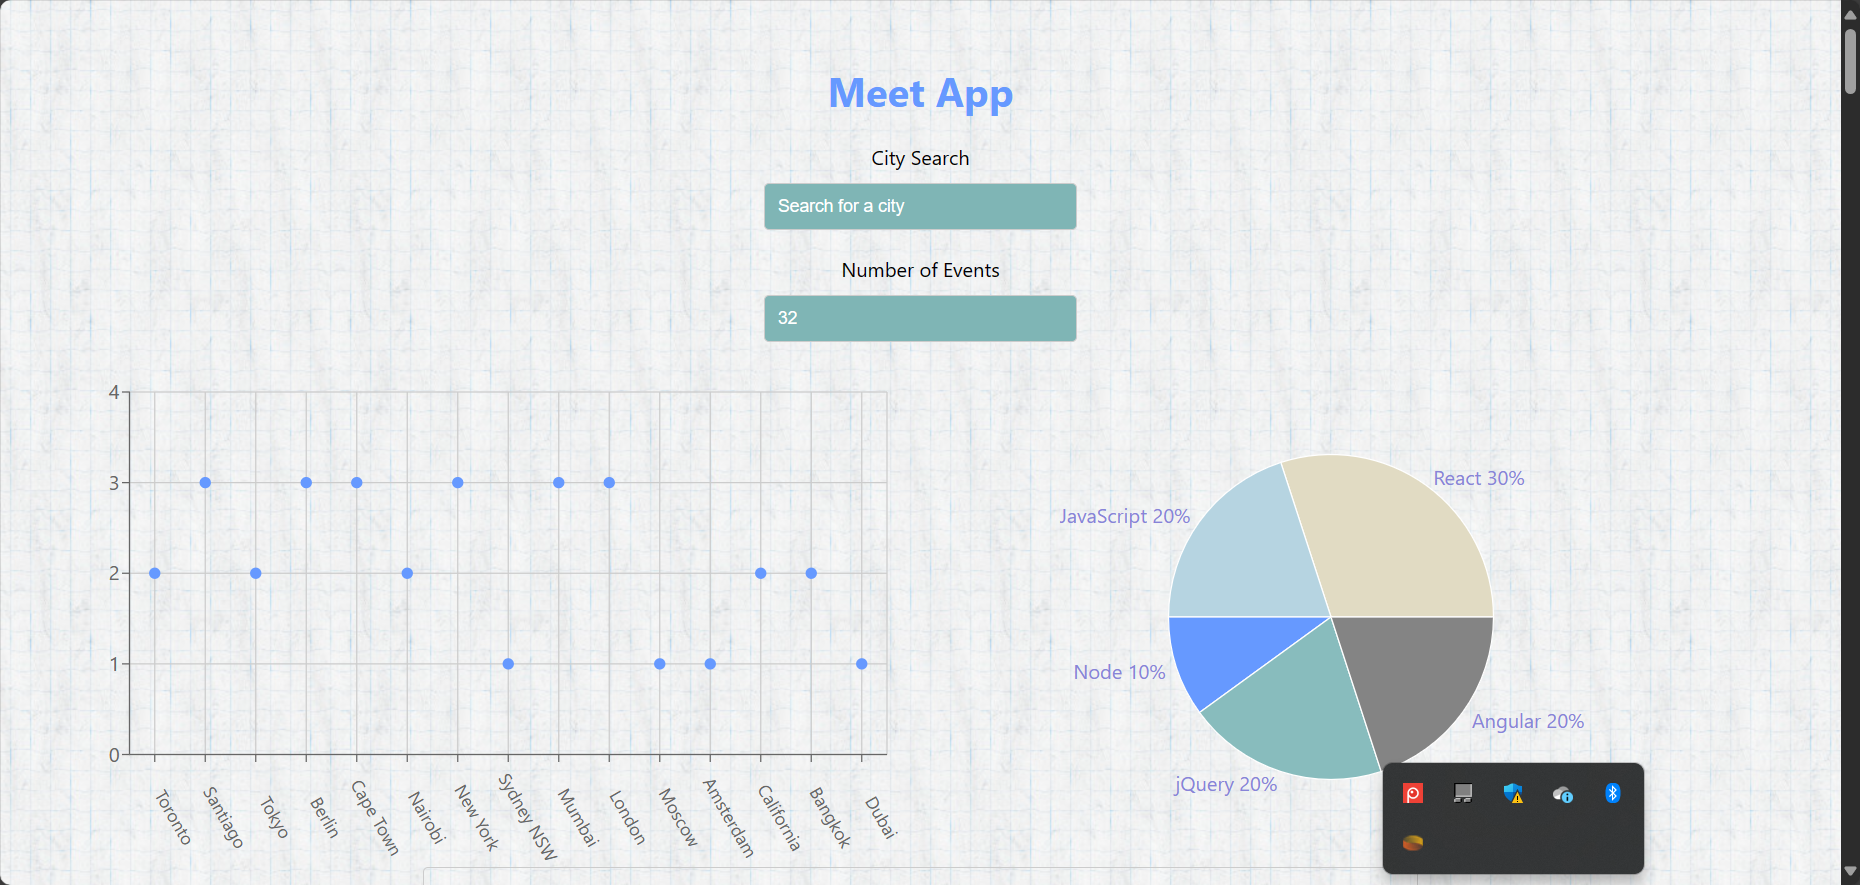 Meet App
City Search
Search for a city
Number of Events
32
4
3
2
1
0
Toronto
Santiago
Tokyo
Berlin
Cape Town
Nairobi
New York
Sydney NSW
Mumbai
London
Moscow
Amsterdam
California
Bangkok
Dubai
React 30%
JavaScript 20%
Node 10%
jQuery 20%
Angular 20%